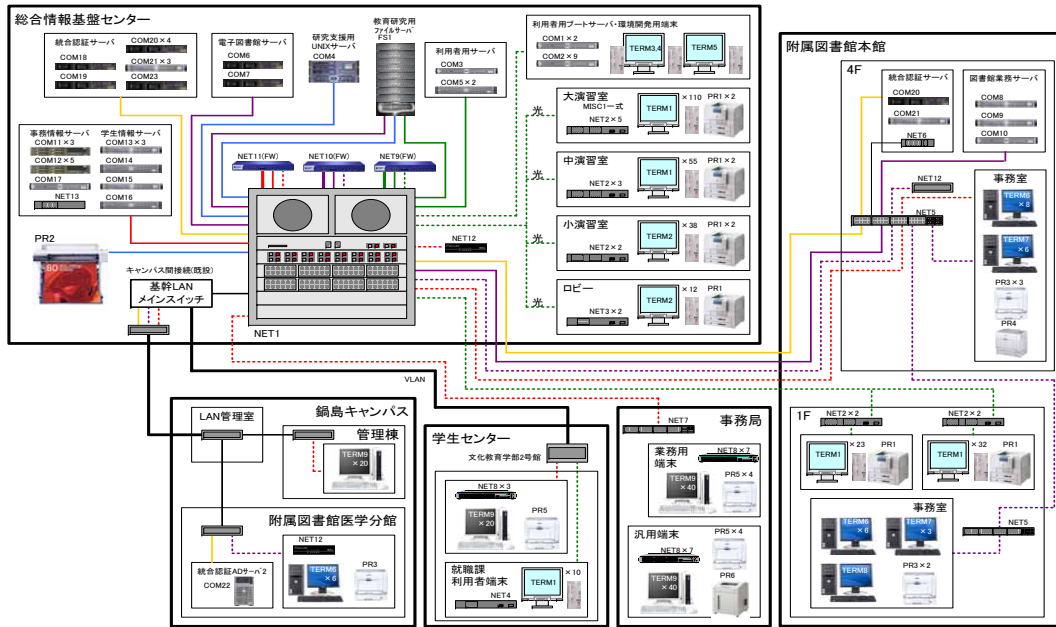 総合情報基盤センター
統合認証サーバ
COM20×4
COM18
COM21×3
COM19
COM23
電子図書館サーバ
COM6
COM7
研究支援用
UNIXサーバ
COM4
教育研究用
ファイルサーバ
FS1
利用者用サーバ
COM3
COM5×2
利用者用ブートサーバ・環境開発用端末
COM1×2
COM2×9
TERM3,4
TERM5
事務情報サーバ
COM11×3
COM12×5
COM17
NET13
学生情報サーバ
COM13×3
COM14
COM15
COM16
NET11(FW)
NET10(FW)
NET9(FW)
光
大演習室
MISC1一式
NET2×5
TERM1
×110
PR1×2
光
中演習室
NET2×3
TERM1
×55
PR1×2
光
小演習室
NET2×2
TERM2
×38
PR1×2
光
ロビー
NET3×2
TERM2
×12
PR1
PR2
NET12
キャンパス間接続(既設)
基幹LAN
メインスイッチ
NET1
VLAN
附属図書館本館
4F
統合認証サーバ
COM20
COM21
NET6
図書館業務サーバ
COM8
COM9
COM10
NET12
NET5
事務室
TERM6
×8
TERM7
×6
PR3×3
PR4
1F
NET2×2
NET2×2
TERM1
×23
PR1
TERM1
×32
PR1
事務室
TERM6
×6
TERM7
×3
NET5
TERM8
PR3×2
鍋島キャンパス
LAN管理室
管理棟
TERM9
×20
附属図書館医学分館
NET12
統合認証ADサーバ2
COM22
TERM6
×6
PR3
学生センター
文化教育学部2号館
NET8×3
TERM9
×20
PR5
就職課
利用者端末
NET4
TERM1
×10
事務局
NET7
業務用
端末
NET8×7
TERM9
×40
PR5×4
汎用端末
PR5×4
NET8×7
TERM9
×40
PR6